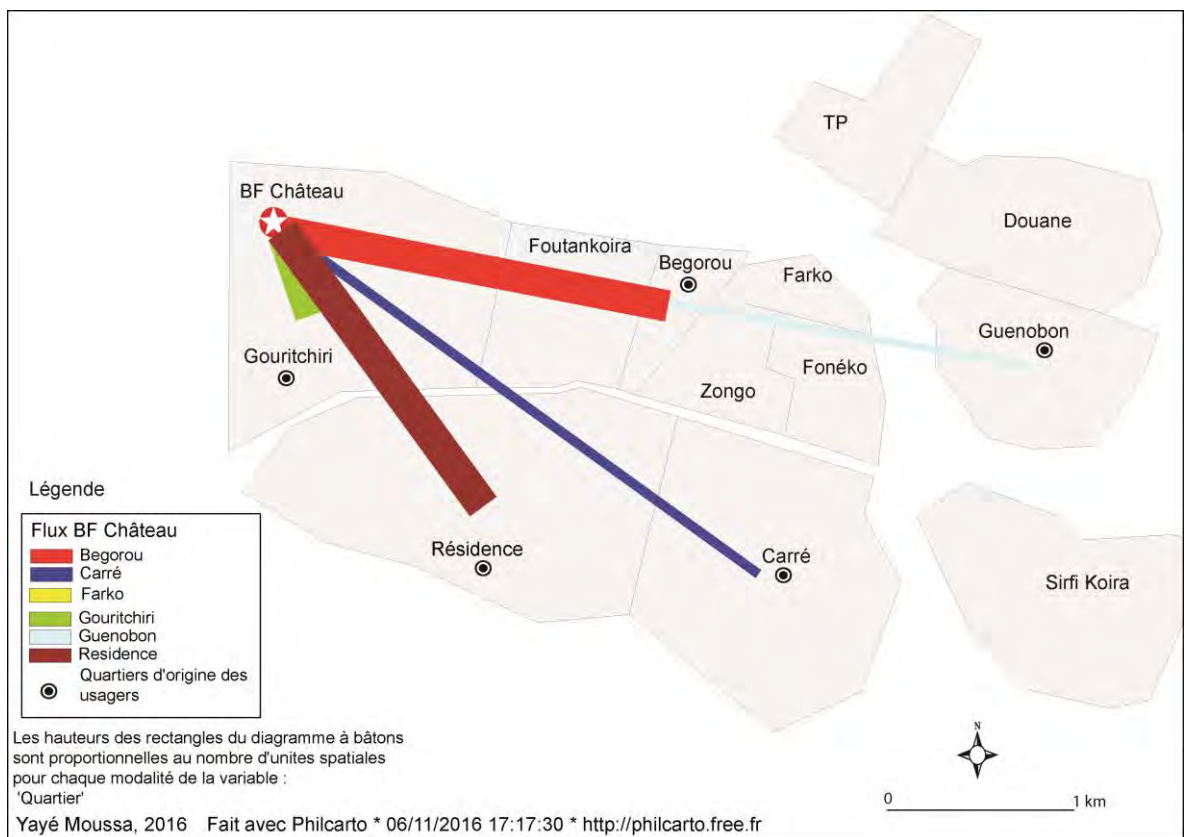 TP
Douane
BF Château
Foutankoira
Begorou
Farko
Guenobon
Gouritchiri
Fonéko
Zongo
Résidence
Carré
Sirfi Koira
Légende
Flux BF Château
Begorou
Carré
Farko
Gouritchiri
Guenobon
Residence
Quartiers d'origine des
usagers
Les hauteurs des rectangles du diagramme à bâtons
sont proportionnelles au nombre d'unites spatiales
pour chaque modalité de la variable :
'Quartier'
N
0 1 km
Yayé Moussa, 2016 Fait avec Philcarto * 06/11/2016 17:17:30 * http://philcarto.free.fr